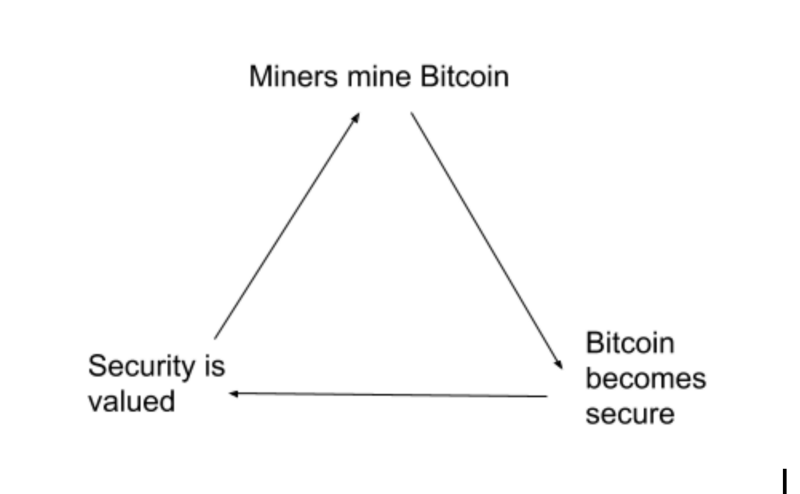 Miners mine Bitcoin
Security is
valued
Bitcoin
becomes
secure